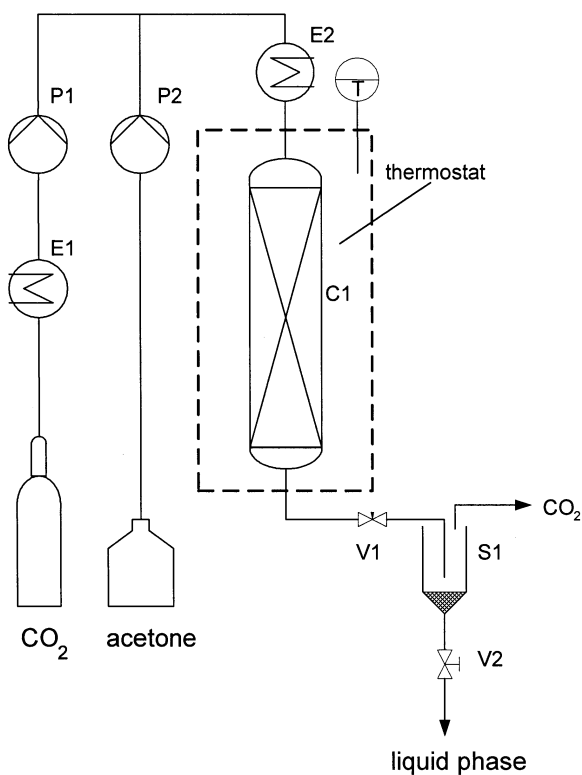 E2
P1
P2
T
thermostat
E1
C1
CO₂
V1
S1
CO₂
acetone
V2
liquid phase